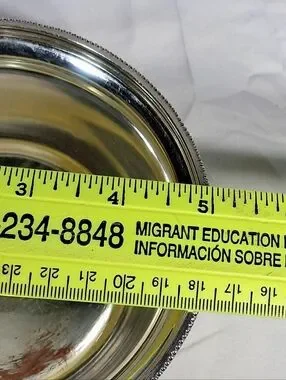 3 4 5
-234-8848 MIGRANT EDUCATION
INFORMACIÓN SOBRE
23 22 21 20 19 18 17 16